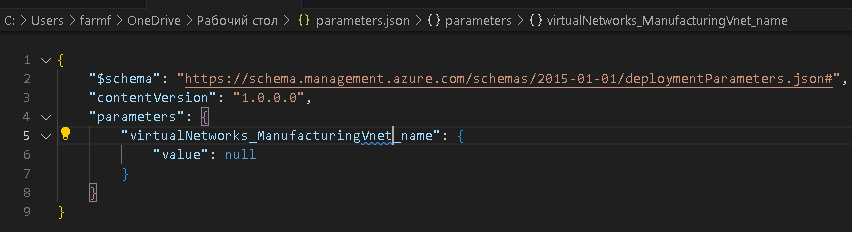 C: > Users > farmf > OneDrive > Рабочий стол > {} parameters.json > {} parameters > {} virtualNetworks_ManufacturingVnet_name
1 {
2 "$schema": "https://schema.management.azure.com/schemas/2015-01-01/deploymentParameters.json#",
3 "contentVersion": "1.0.0.0",
4 "parameters": {
5 "virtualNetworks_ManufacturingVnet_name": {
6 "value": null
7 }
8 }
9 }